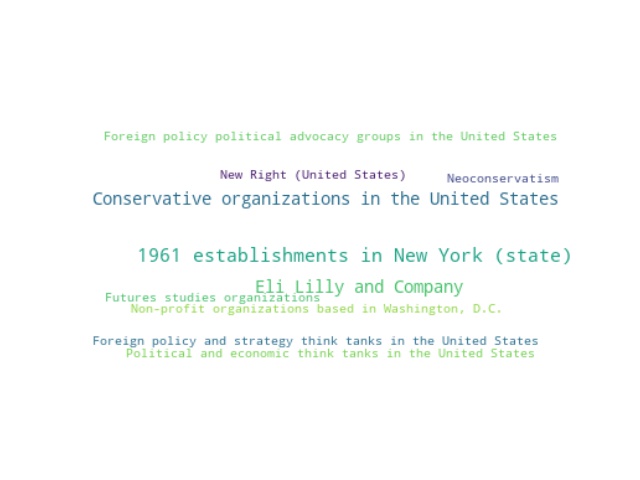 Foreign policy political advocacy groups in the United States
New Right (United States)
Neoconservatism
Conservative organizations in the United States
1961 establishments in New York (state)
Eli Lilly and Company
Futures studies organizations
Non-profit organizations based in Washington, D.C.
Foreign policy and strategy think tanks in the United States
Political and economic think tanks in the United States